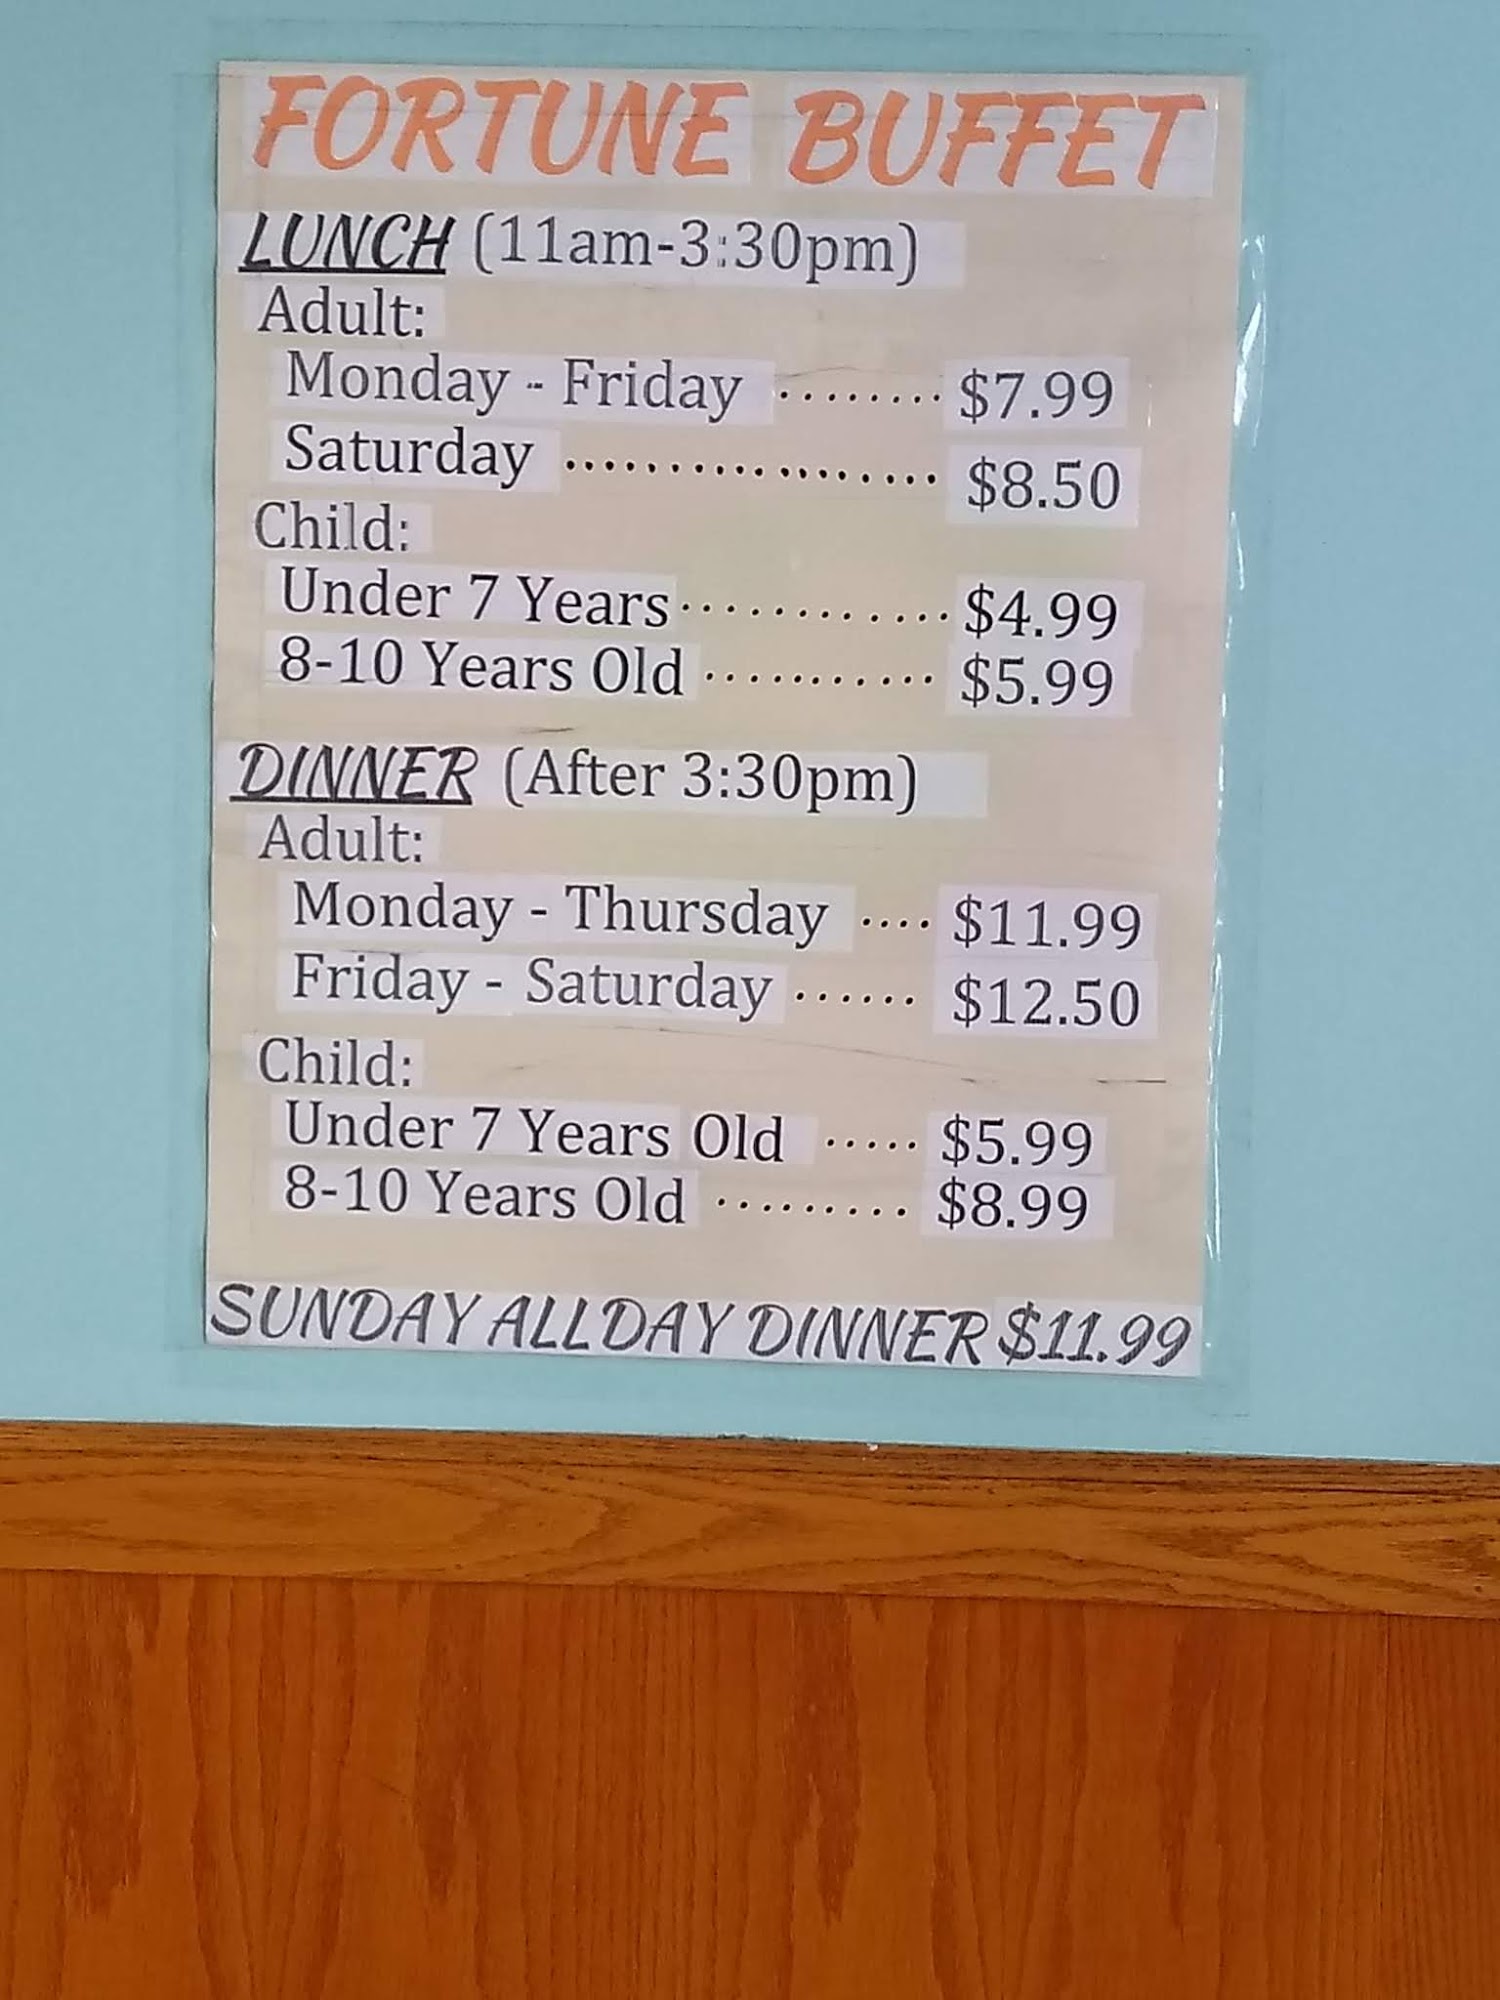 FORTUNE BUFFET
LUNCH (11am-3:30pm)
Adult:
Monday - Friday ........ $7.99
Saturday .................. $8.50
Child:
Under 7 Years ............ $4.99
8-10 Years Old ............ $5.99
DINNER (After 3:30pm)
Adult:
Monday - Thursday .... $11.99
Friday - Saturday ...... $12.50
Child:
Under 7 Years Old ..... $5.99
8-10 Years Old ......... $8.99
SUNDAY ALL DAY DINNER $11.99